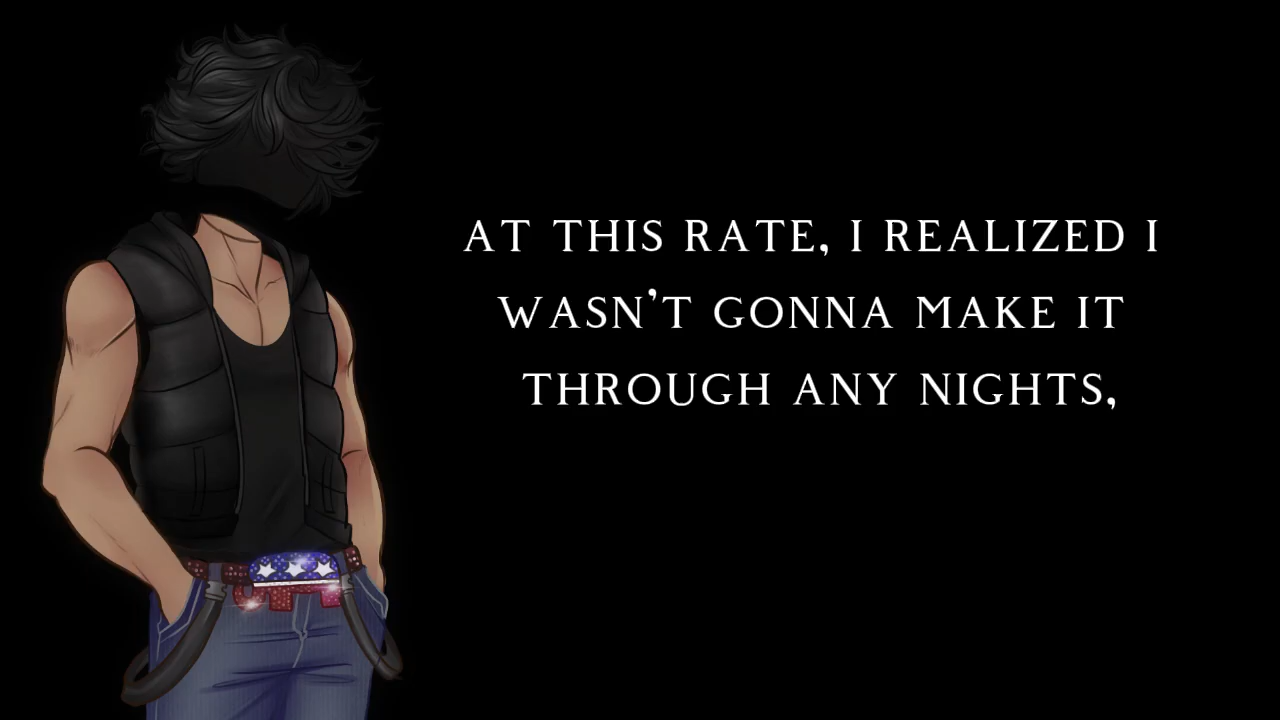 AT THIS RATE, I REALIZED I
WASN'T GONNA MAKE IT
THROUGH ANY NIGHTS,